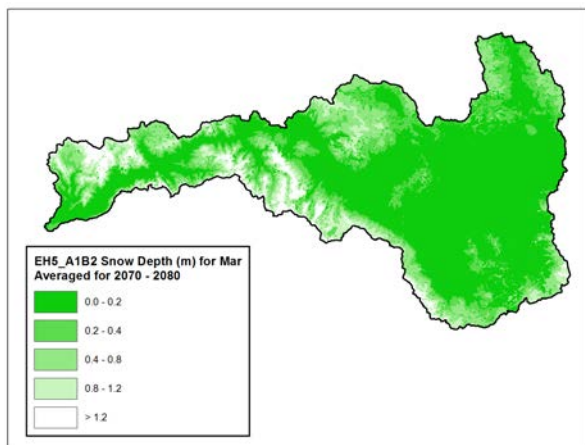 EH5_A1B2 Snow Depth (m) for Mar
Averaged for 2070 - 2080
0.0 - 0.2
0.2 - 0.4
0.4 - 0.8
0.8 - 1.2
> 1.2